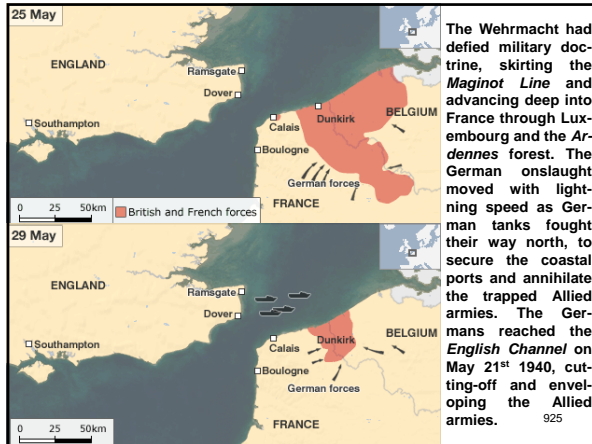 25 May
ENGLAND
Ramsgate
Dover
Southampton
Calais
Dunkirk
BELGIUM
Boulogne
German forces
FRANCE
0 25 50km
British and French forces
29 May
ENGLAND
Ramsgate
Dover
Southampton
Calais
Dunkirk
BELGIUM
Boulogne
German forces
FRANCE
0 25 50km
The Wehrmacht had
defied military doc-
trine, skirting the
Maginot Line and
advancing deep into
France through Lux-
embourg and the Ar-
dennes forest. The
German onslaught
moved with light-
ning speed as Ger-
man tanks fought
their way north, to
secure the coastal
ports and annihilate
the trapped Allied
armies. The Ger-
mans reached the
English Channel on
May 21st 1940, cut-
ting-off and envel-
oping the Allied
armies.
925